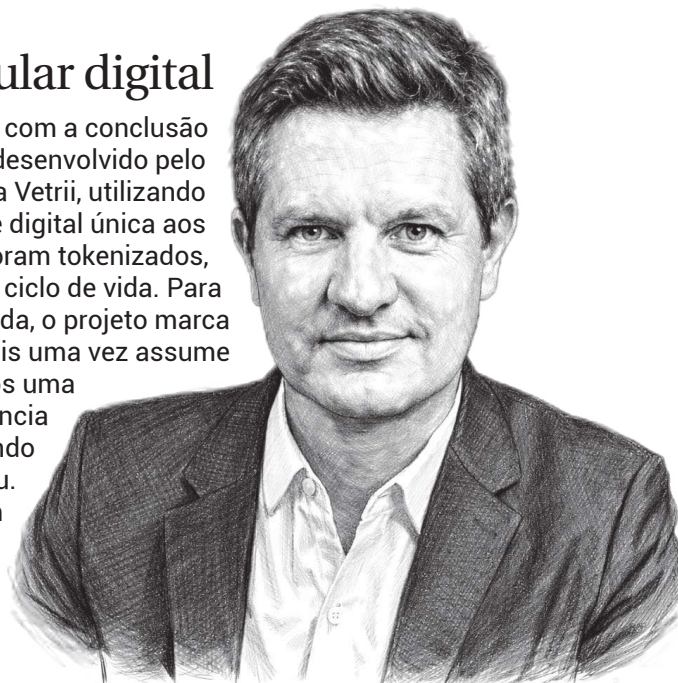 ular digital
com a conclusão
desenvolvido pelo
a Vetrii, utilizando
e digital única aos
oram tokenizados,
ciclo de vida. Para
da, o projeto marca
is uma vez assume
os uma
ncia
ndo
u.